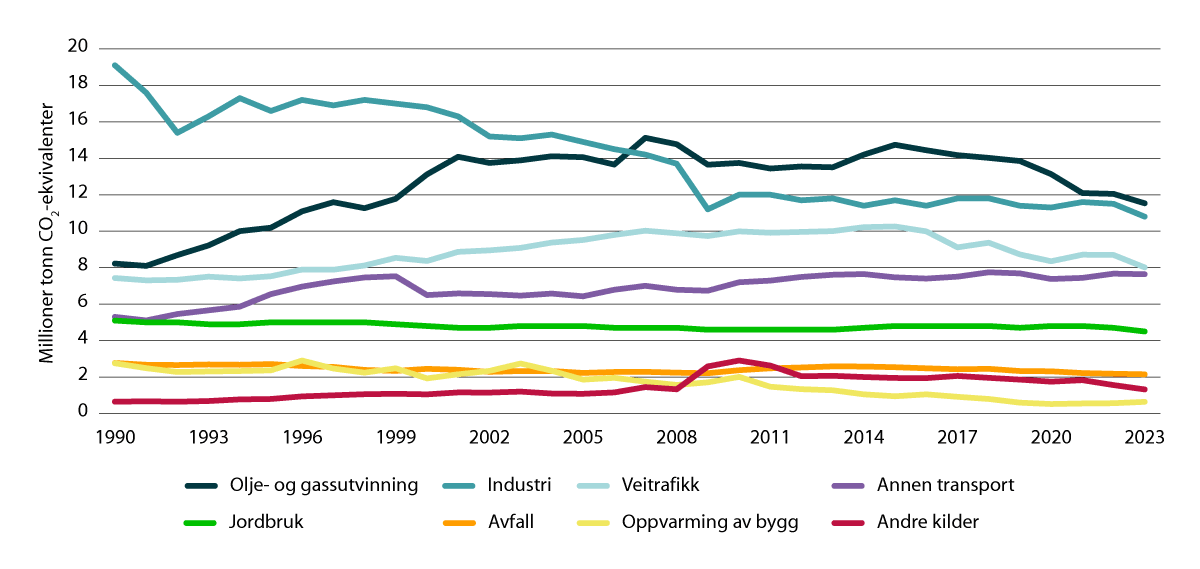 Millioner tonn CO2-ekvivalenter
20
18
16
14
12
10
8
6
4
2
0
1990 1993 1996 1999 2002 2005 2008 2011 2014 2017 2020 2023
Olje- og gassutvinning Industri Veitrafikk Annen transport
Jordbruk Avfall Oppvarming av bygg Andre kilder